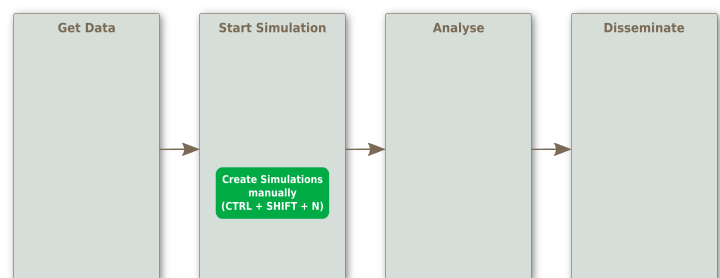 Get Data
Start Simulation
Analyse
Disseminate
Create Simulations
manually
(CTRL + SHIFT + N)